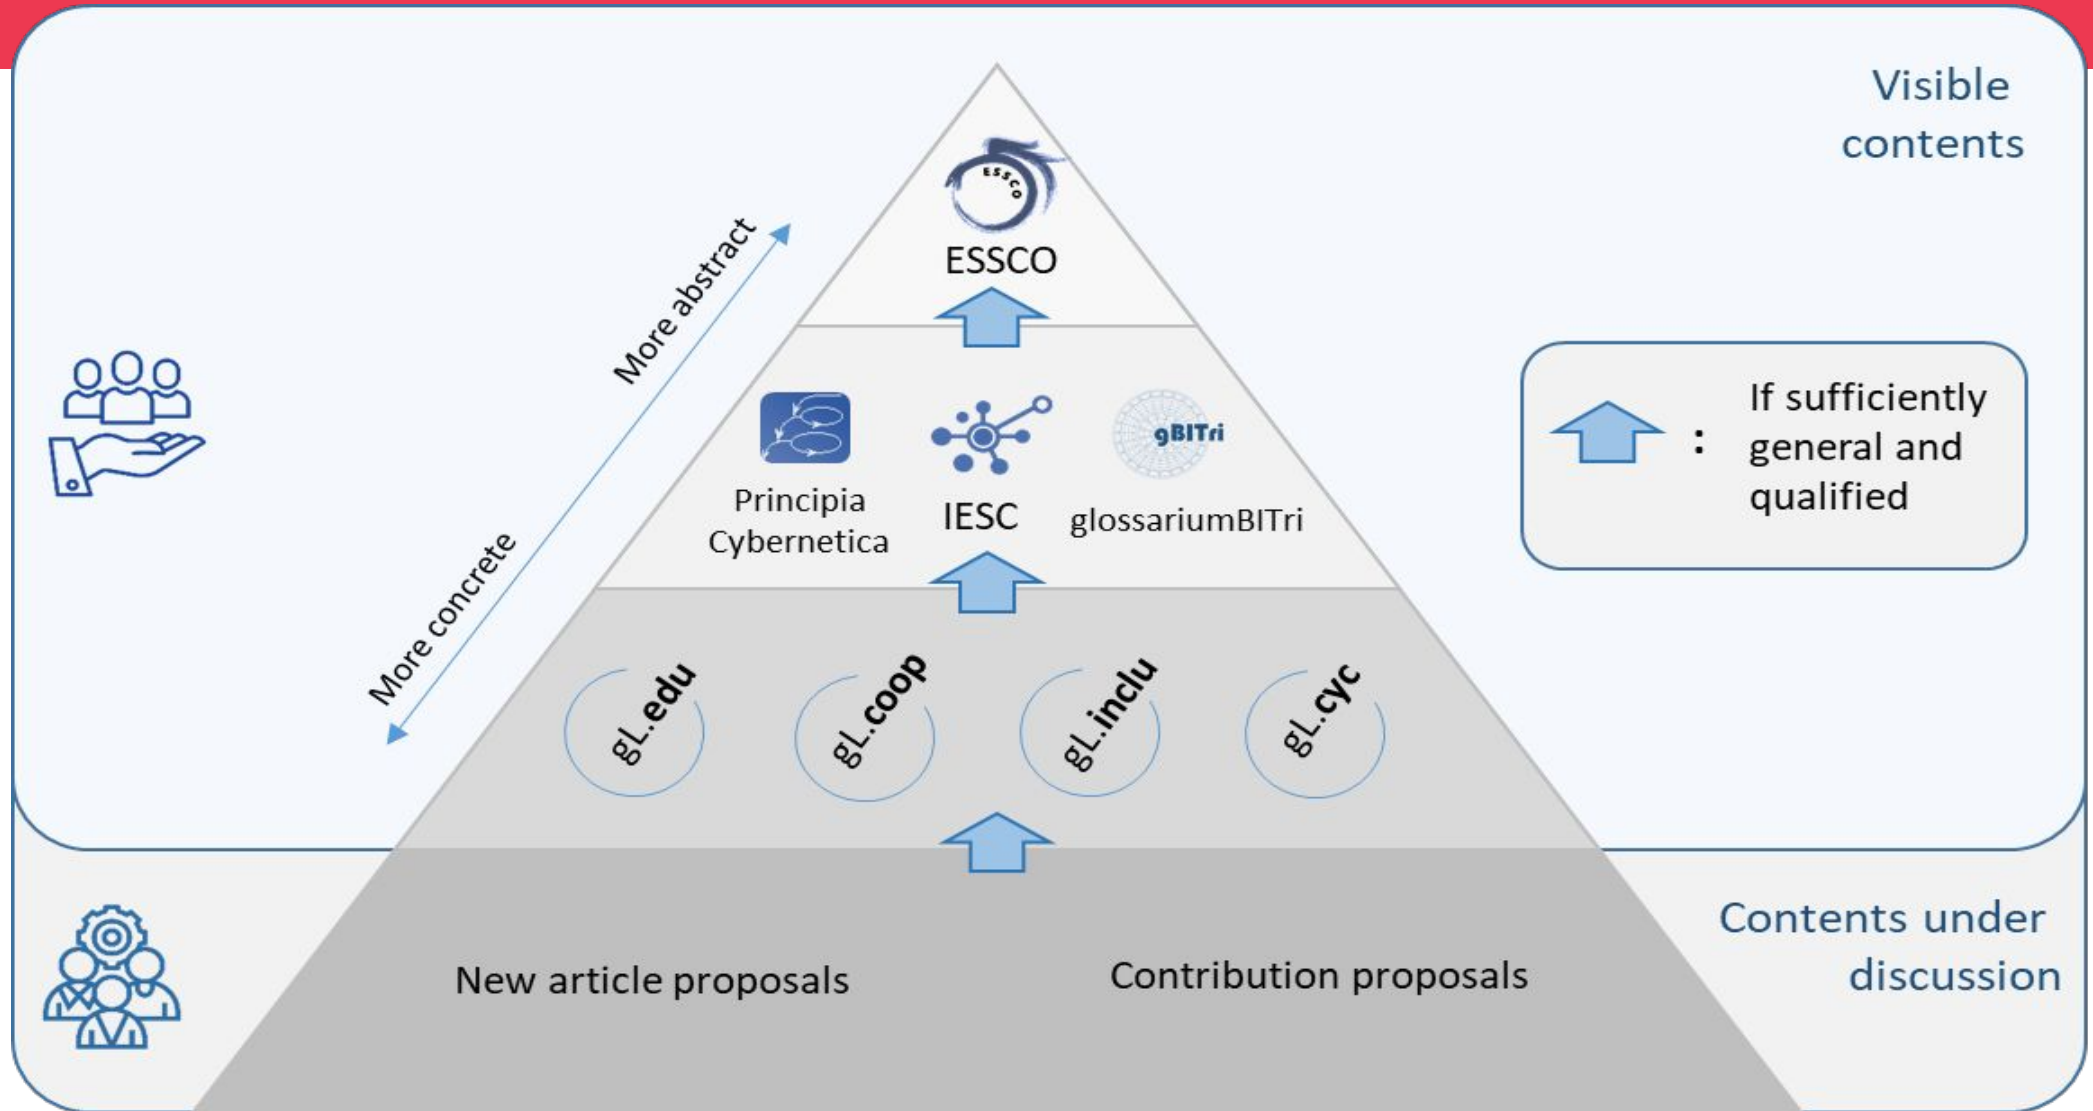 Visible
contents
ESSCO
ESSCO
More abstract
If sufficiently
general and
qualified
:
gBITri
Principia
Cybernetica
IESC
glossariumBITri
More concrete
gL.edu
gL.coop
gL.inclu
gL.cyc
Contents under
discussion
New article proposals
Contribution proposals